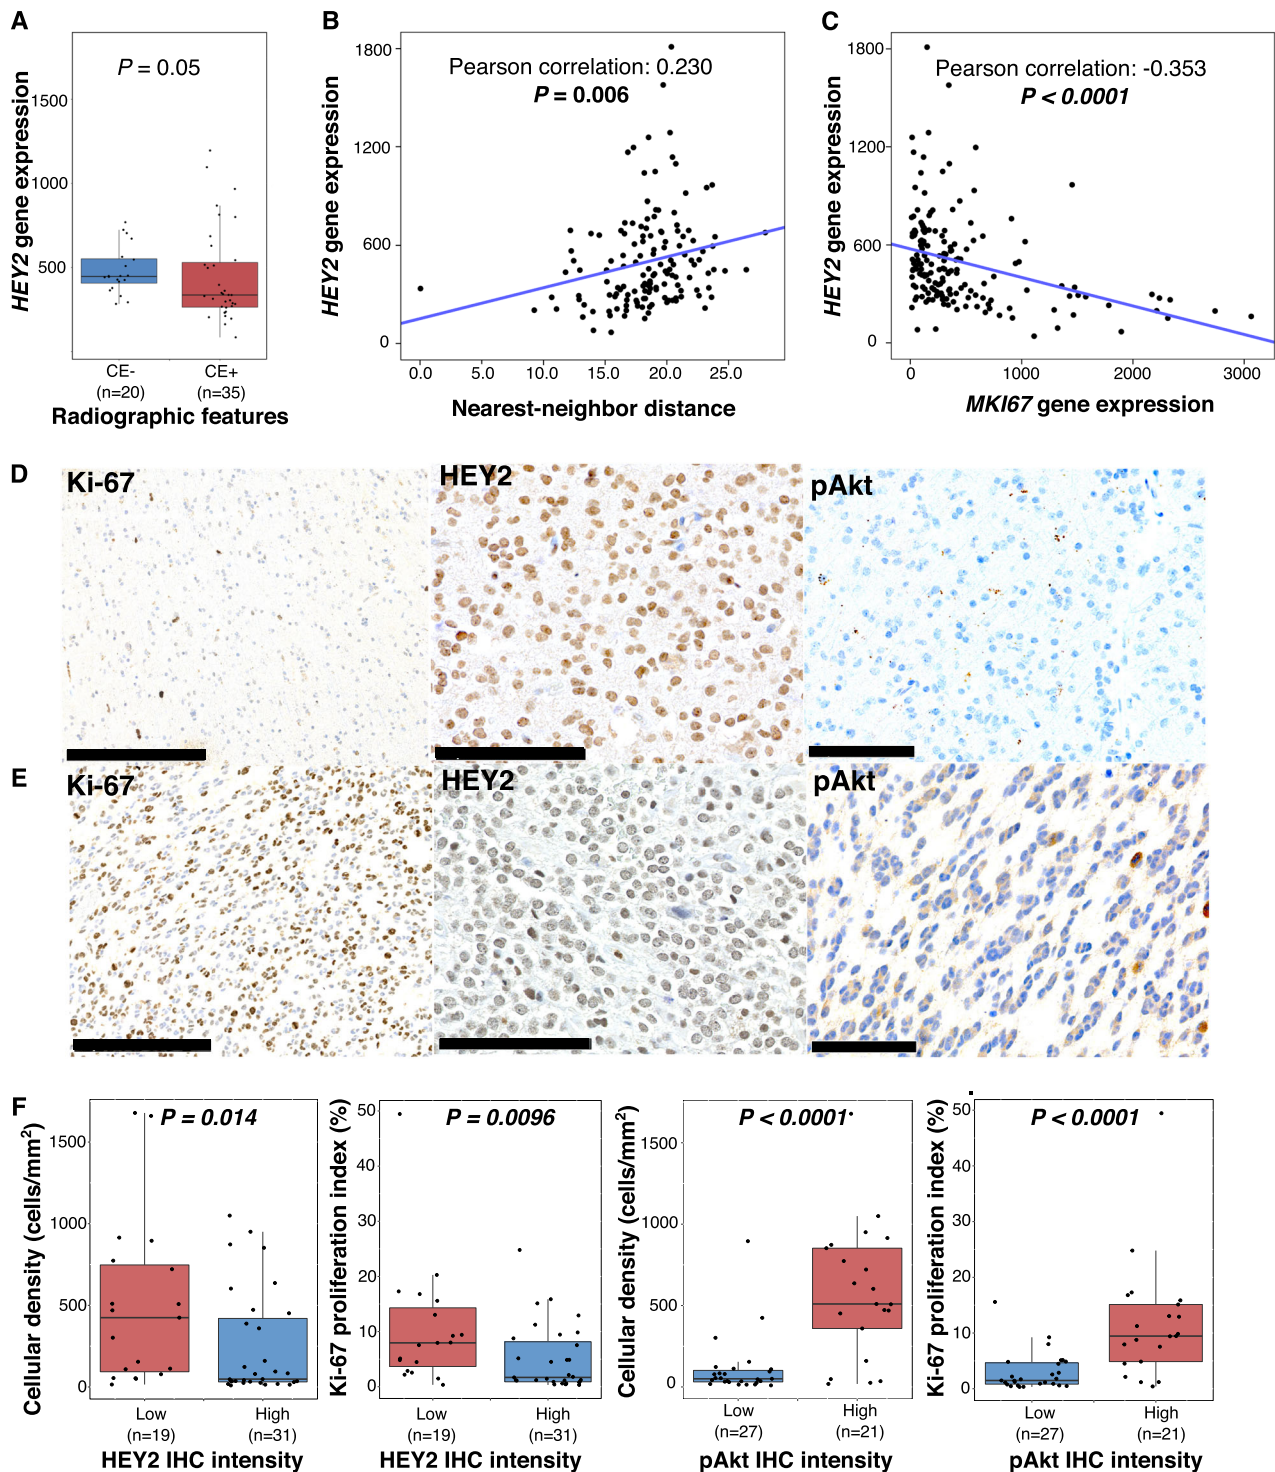 A
P = 0.05
HEY2 gene expression
1500
1000
500
CE-
(n=20)
CE+
(n=35)
Radiographic features
B
Pearson correlation: 0.230
P = 0.006
HEY2 gene expression
1800
1200
600
0
0.0
5.0
10.0
15.0
20.0
25.0
Nearest-neighbor distance
C
Pearson correlation: -0.353
P < 0.0001
HEY2 gene expression
1800
1200
600
0
0
1000
2000
3000
MKI67 gene expression
D
Ki-67
HEY2
pAkt
E
Ki-67
HEY2
pAkt
F
P = 0.014
Cellular density (cells/mm²)
1500
1000
500
0
Low
(n=19)
High
(n=31)
HEY2 IHC intensity
P = 0.0096
Ki-67 proliferation index (%)
50
40
30
20
10
0
Low
(n=19)
High
(n=31)
HEY2 IHC intensity
P < 0.0001
Cellular density (cells/mm²)
1500
1000
500
0
Low
(n=27)
High
(n=21)
pAkt IHC intensity
P < 0.0001
Ki-67 proliferation index (%)
50
40
30
20
10
0
Low
(n=27)
High
(n=21)
pAkt IHC intensity